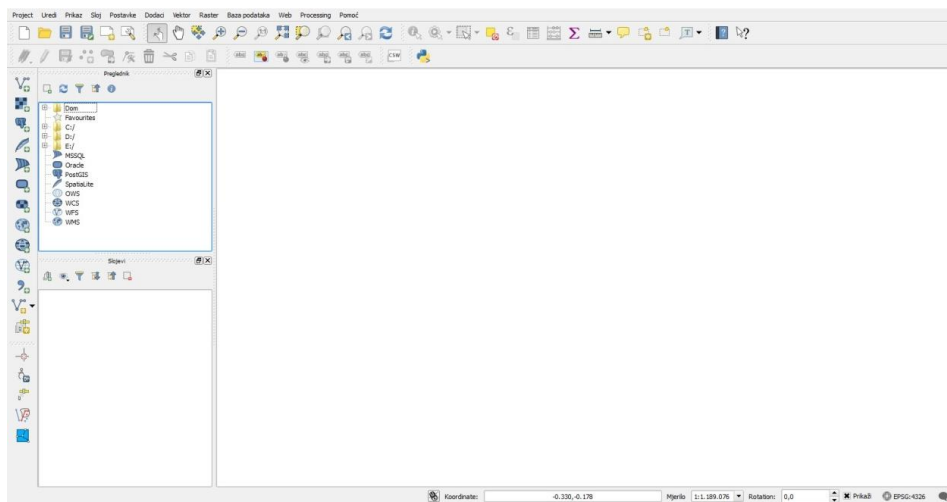 Project Uredi Prikaz Sloj Postavke Dodaci Vektor Raster Baza podataka Web Processing Pomoć
CSW
Preglednik
Dom
Favourites
C:/
D:/
E:/
MSSQL
Oracle
PostGIS
SpatiaLite
OWS
WCS
WFS
WMS
Slojevi
Koordinate: -0.330,-0.178 Mjerilo 1:1.189.076 Rotation: 0,0 Prikaži EPSG:4326